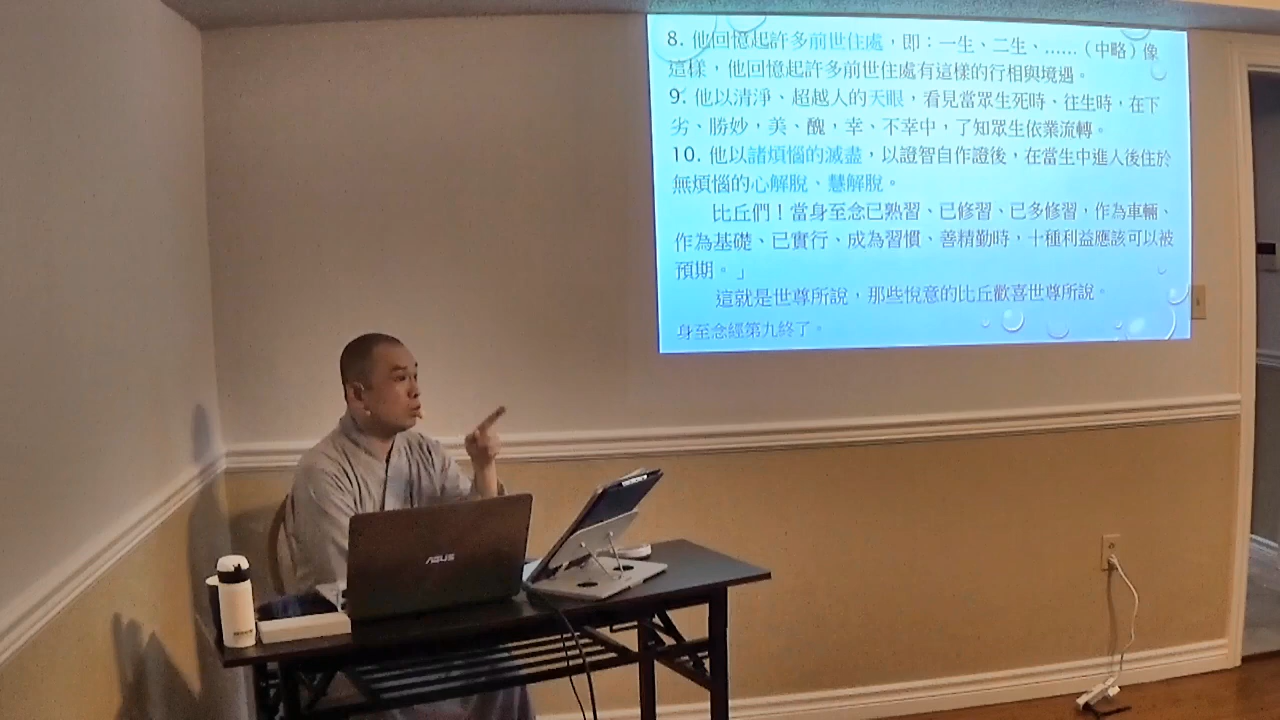 8. 他回憶起許多前世住處，即：一生、二生、……（中略）像
這樣，他回憶起許多前世住處有這樣的行相與境遇。
9. 他以清淨、超越人的天眼，看見當眾生死時、往生時，在下
劣、勝妙，美、醜，幸、不幸中，了知眾生依業流轉。
10. 他以諸煩惱的滅盡，以證智自作證後，在當生中進入後住於
無煩惱的心解脫、慧解脫。
比丘們！當身至念已熟習、已修習、已多修習，作為車輛、
作為基礎、已實行、成為習慣、善精勤時，十種利益應該可以被
預期。」
這就是世尊所說，那些悅意的比丘歡喜世尊所說。
身至念經第九終了。
ASUS